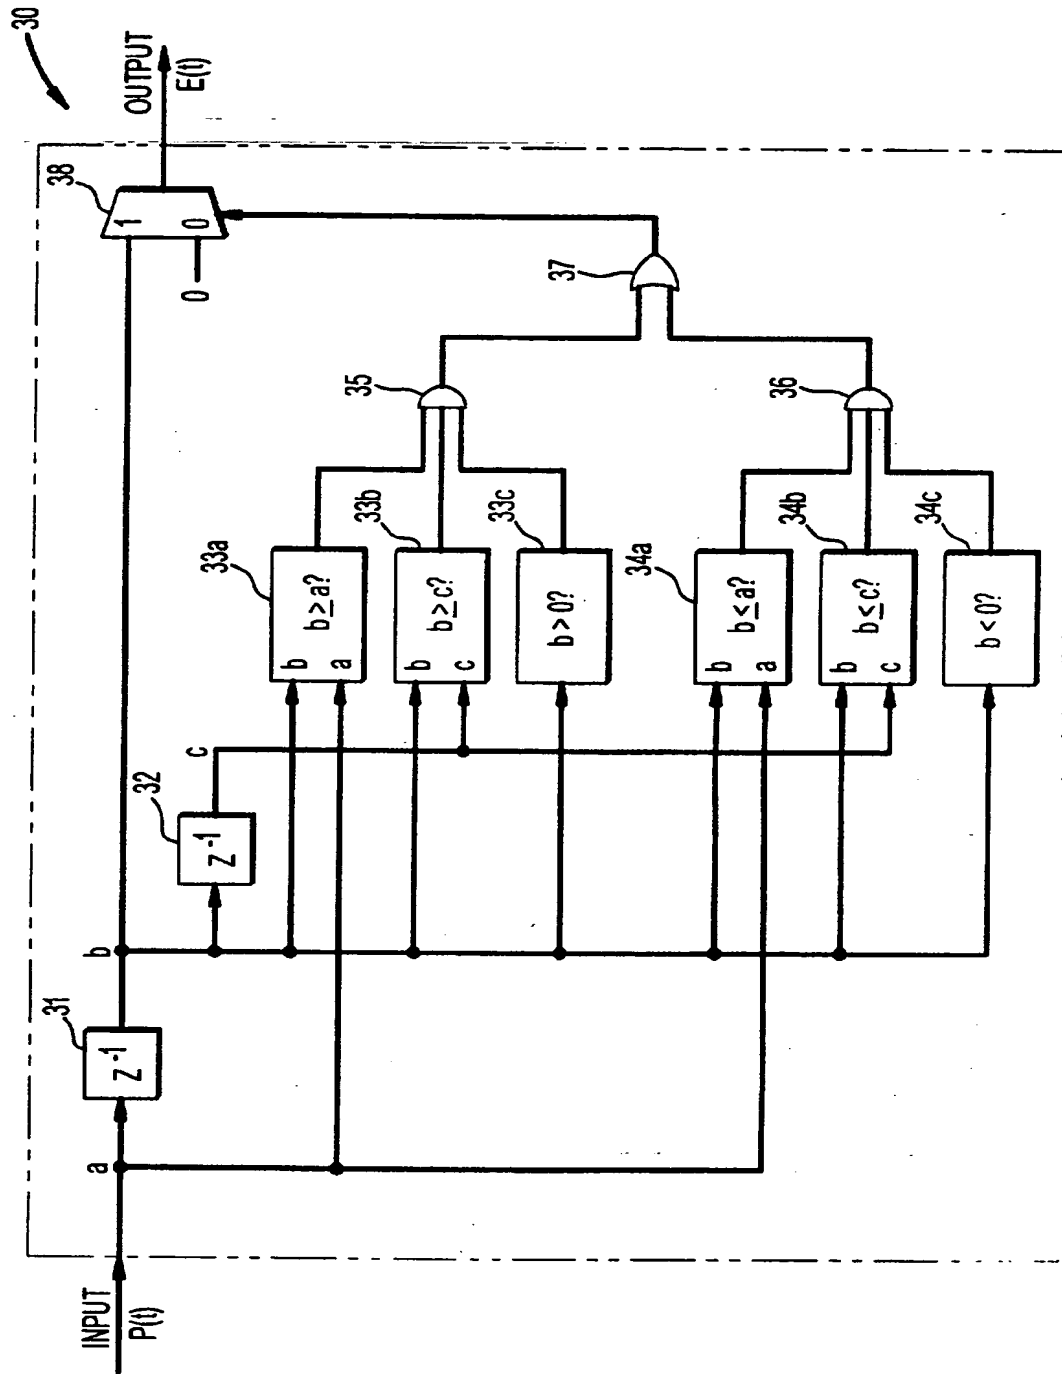 30
INPUT
P(t)
a
31
Z⁻¹
b
32
Z⁻¹
c
33a
b
a
b ≥ a?
33b
b
c
b ≥ c?
33c
b > 0?
34a
b
a
b ≤ a?
34b
b
c
b ≤ c?
34c
b < 0?
35
36
37
38
1
0
0
OUTPUT
E(t)